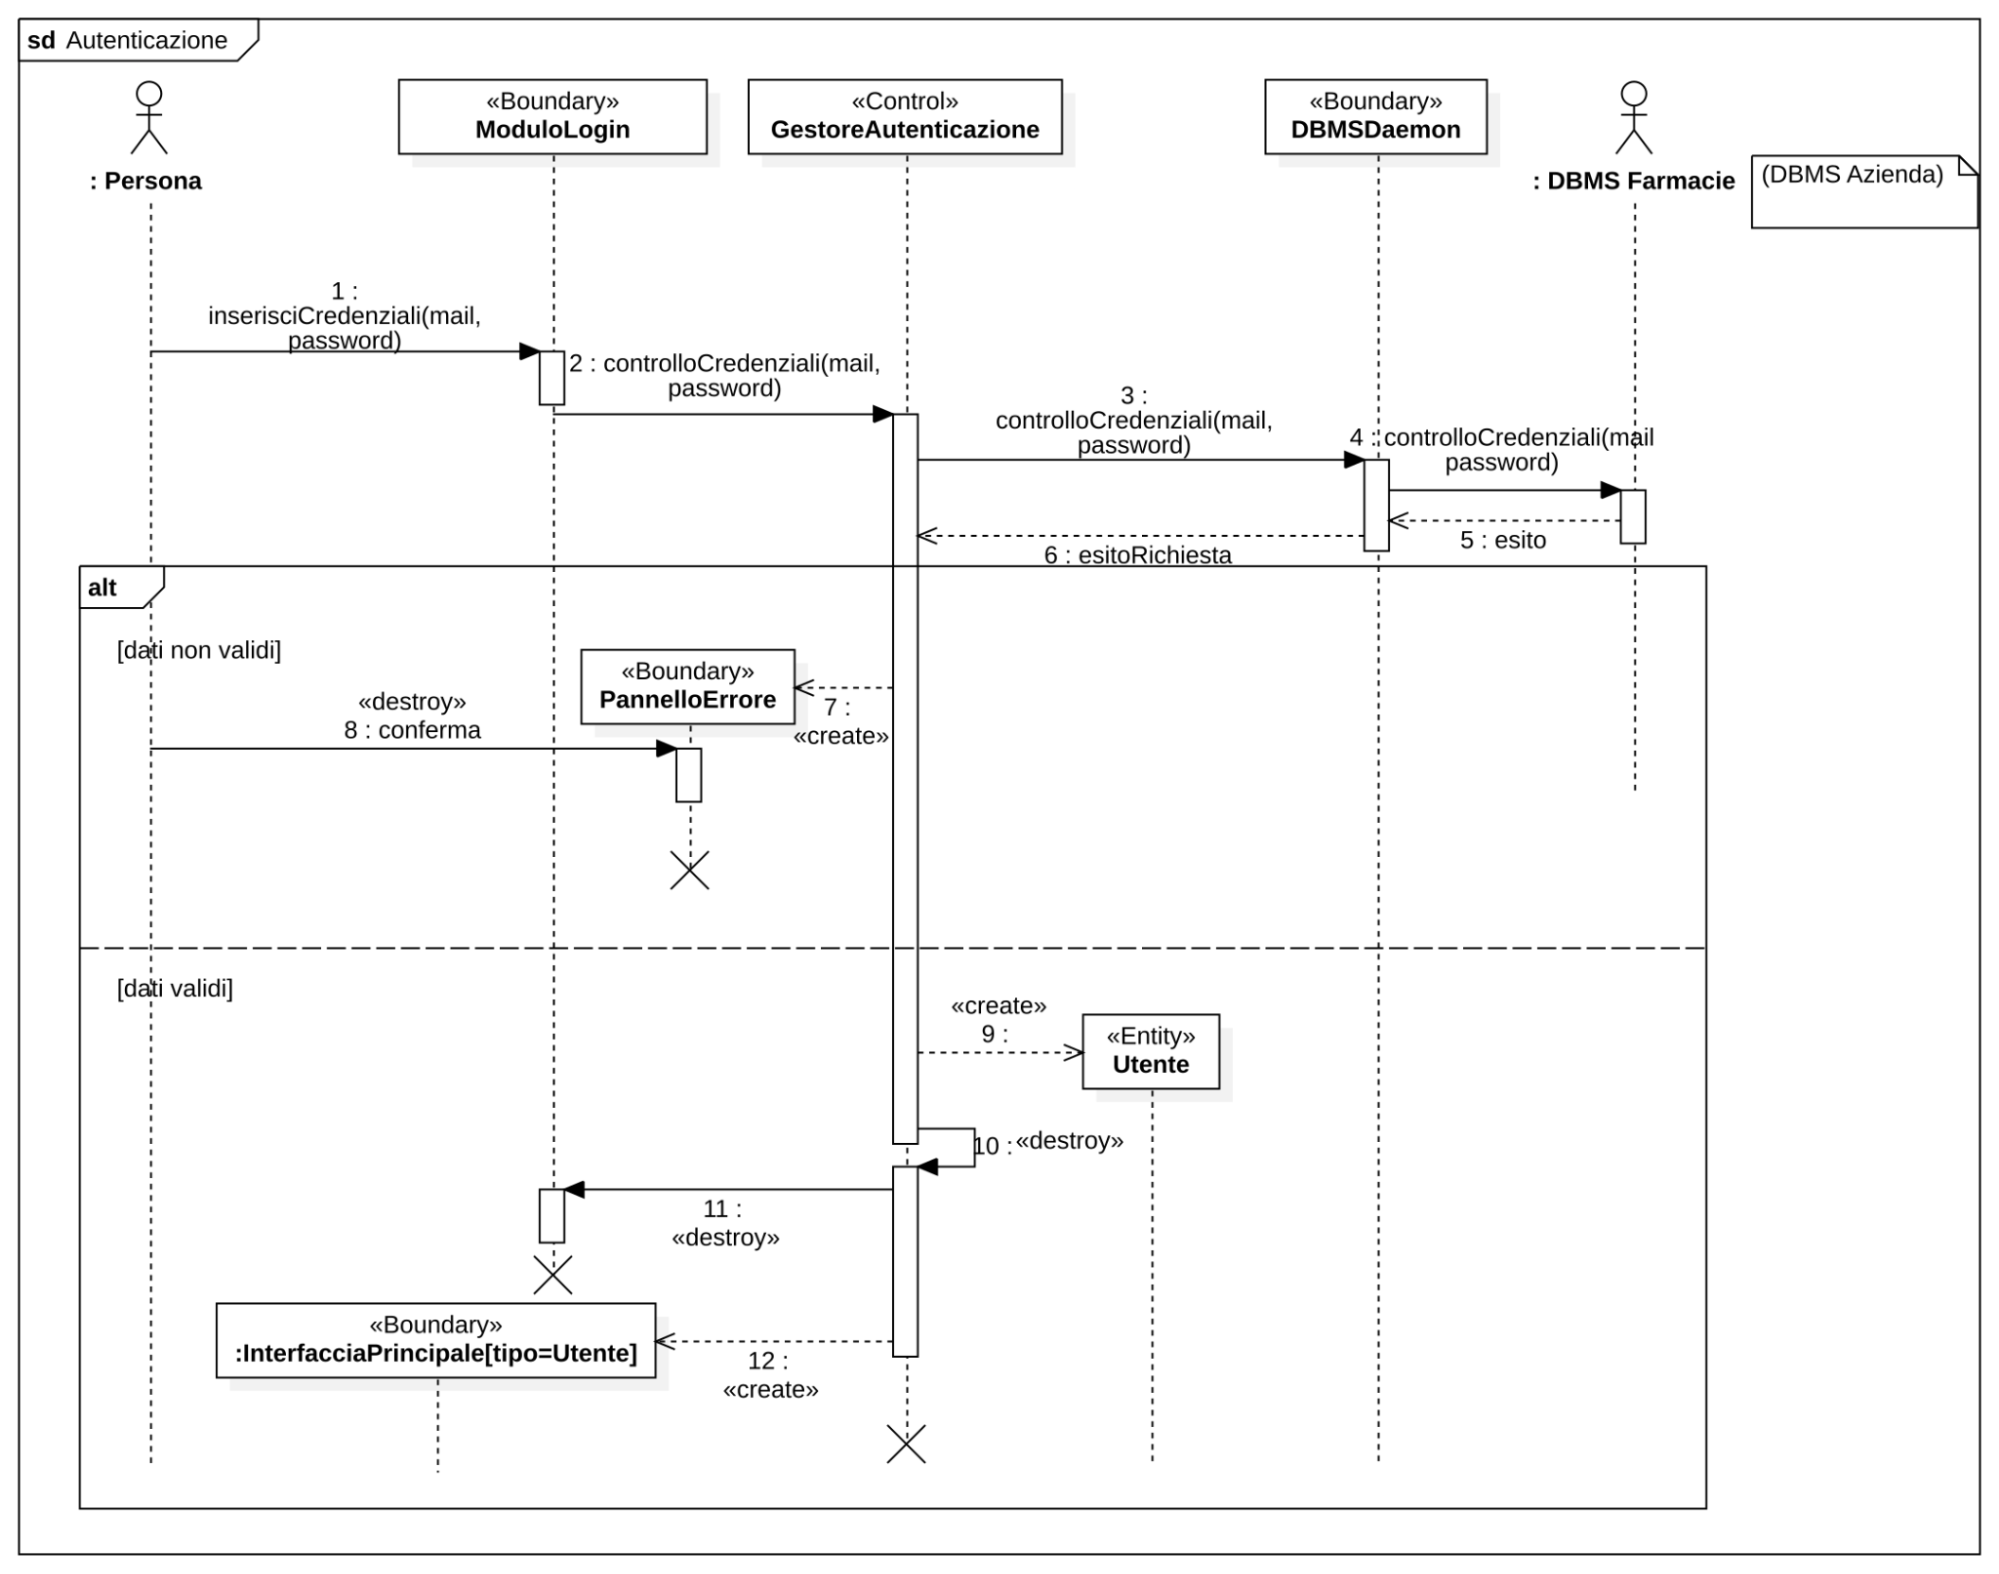 sd Autenticazione
«Boundary»
ModuloLogin
«Control»
GestoreAutenticazione
«Boundary»
DBMSDaemon
: Persona
: DBMS Farmacie
(DBMS Azienda)
1 :
inserisciCredenziali(mail,
password)
2 : controlloCredenziali(mail,
password)
3 :
controlloCredenziali(mail,
password)
4 : controlloCredenziali(mail
password)
5 : esito
6 : esitoRichiesta
alt
[dati non validi]
«Boundary»
PannelloErrore
7 :
«create»
«destroy»
8 : conferma
[dati validi]
«create»
9 :
«Entity»
Utente
10 : «destroy»
11 :
«destroy»
«Boundary»
:InterfacciaPrincipale[tipo=Utente]
12 :
«create»